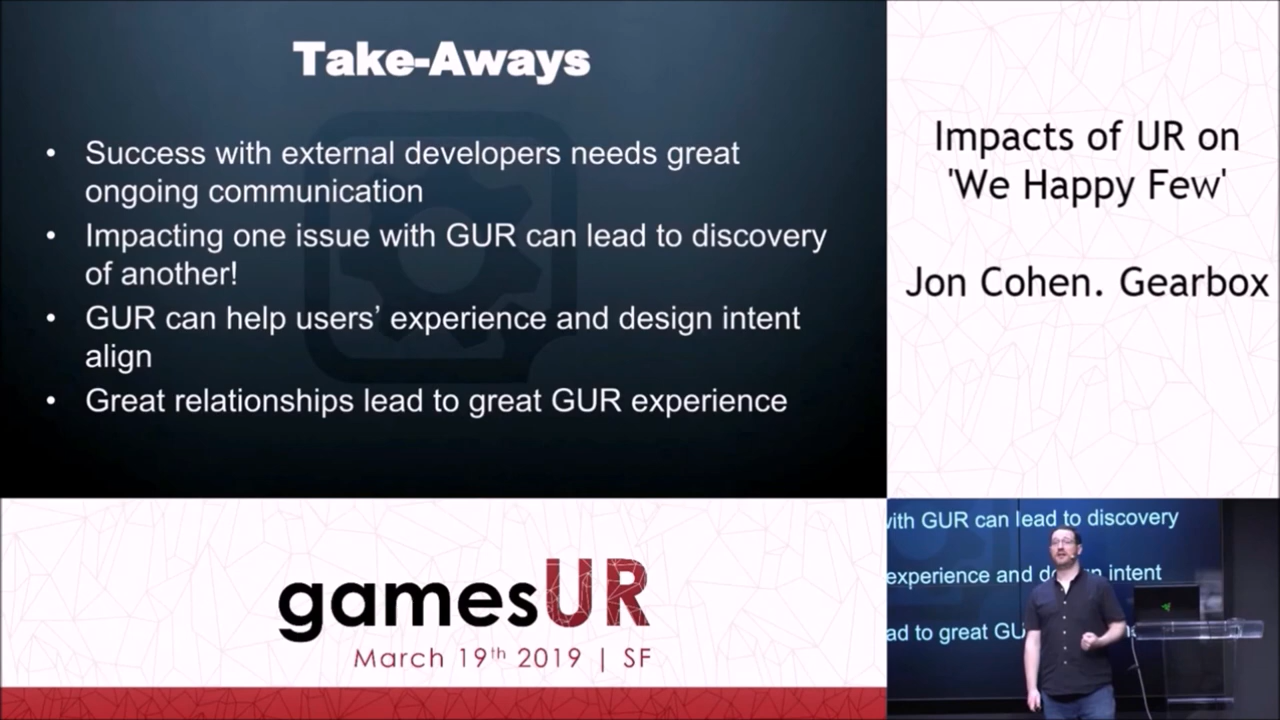 Take-Aways
• Success with external developers needs great
ongoing communication
• Impacting one issue with GUR can lead to discovery
of another!
• GUR can help users’ experience and design intent
align
• Great relationships lead to great GUR experience
Impacts of UR on
'We Happy Few'
Jon Cohen. Gearbox
gamesUR
March 19th 2019 | SF
with GUR can lead to discovery
experience and design intent
ad to great GU